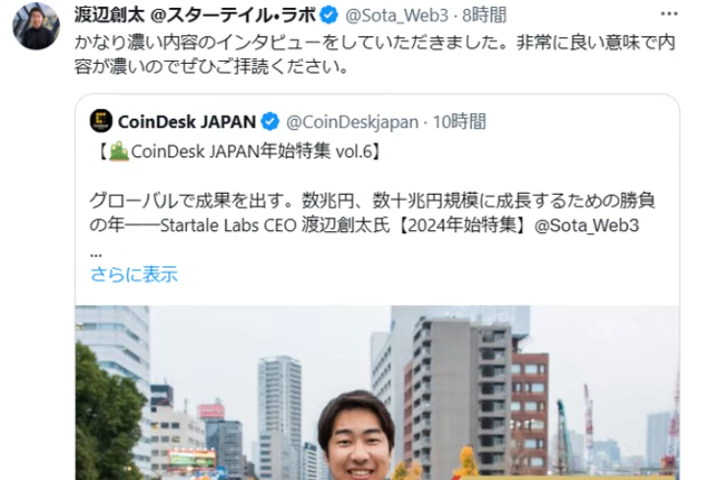 渡辺創太 @スターテイル・ラボ @Sota_Web3 · 8時間
かなり濃い内容のインタビューをしていただきました。非常に良い意味で内
容が濃いのでぜひご拝読ください。
CoinDesk JAPAN @CoinDeskjapan · 10時間
【CoinDesk JAPAN年始特集 vol.6】
グローバルで成果を出す。数兆円、数十兆円規模に成長するための勝負
の年——Startale Labs CEO 渡辺創太氏【2024年始特集】@Sota_Web3
...
さらに表示